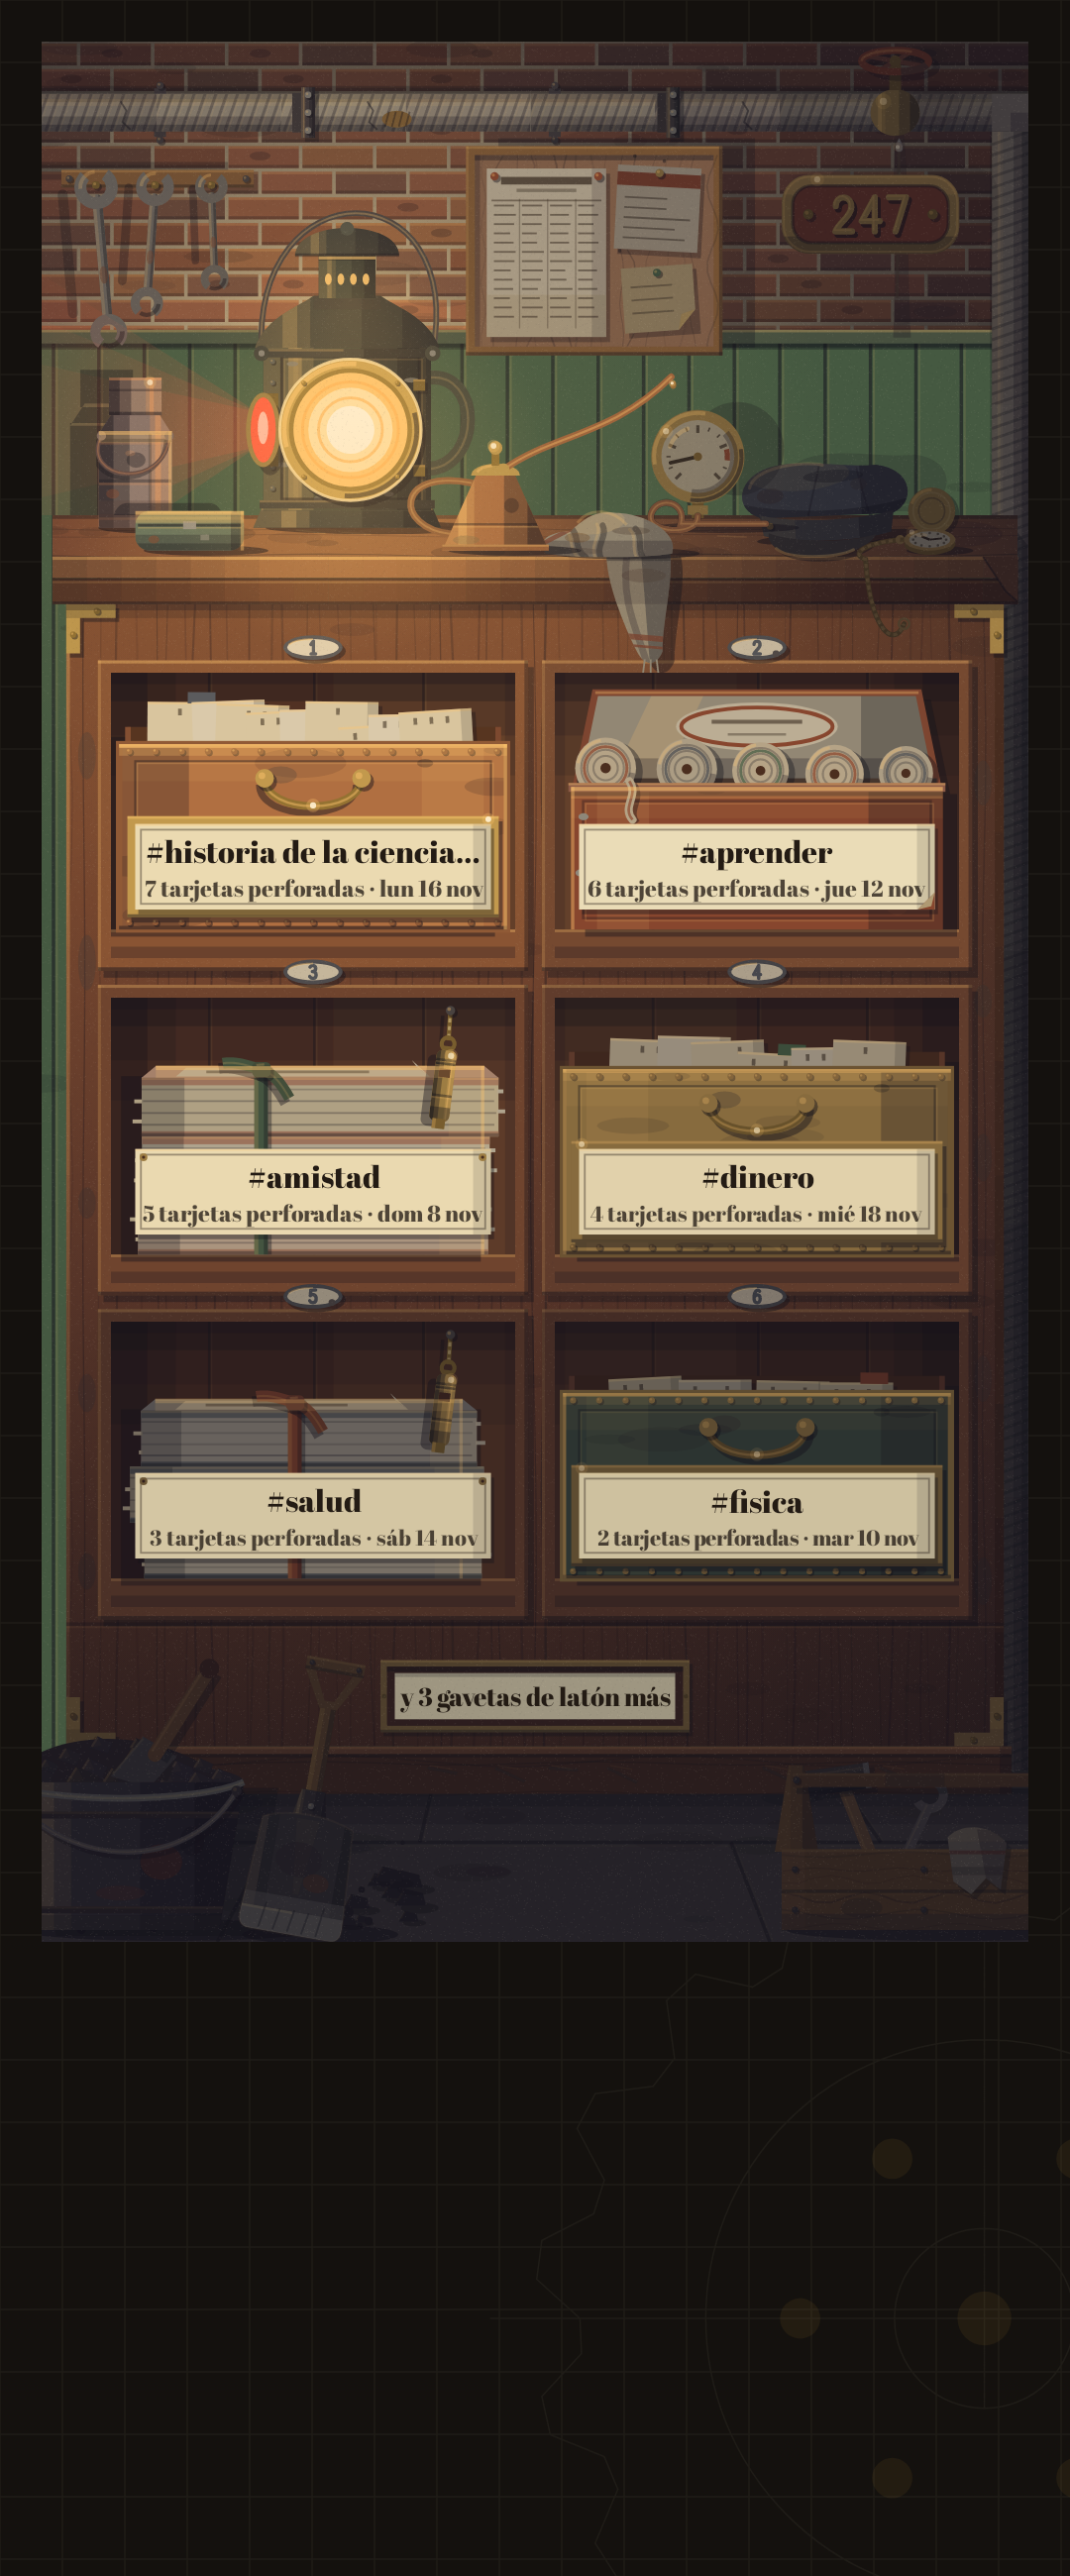 247
1
2
#historia de la ciencia...
7 tarjetas perforadas · lun 16 nov
#aprender
6 tarjetas perforadas · jue 12 nov
3
4
#amistad
5 tarjetas perforadas · dom 8 nov
#dinero
4 tarjetas perforadas · mié 18 nov
5
6
#salud
3 tarjetas perforadas · sáb 14 nov
#fisica
2 tarjetas perforadas · mar 10 nov
y 3 gavetas de latón más